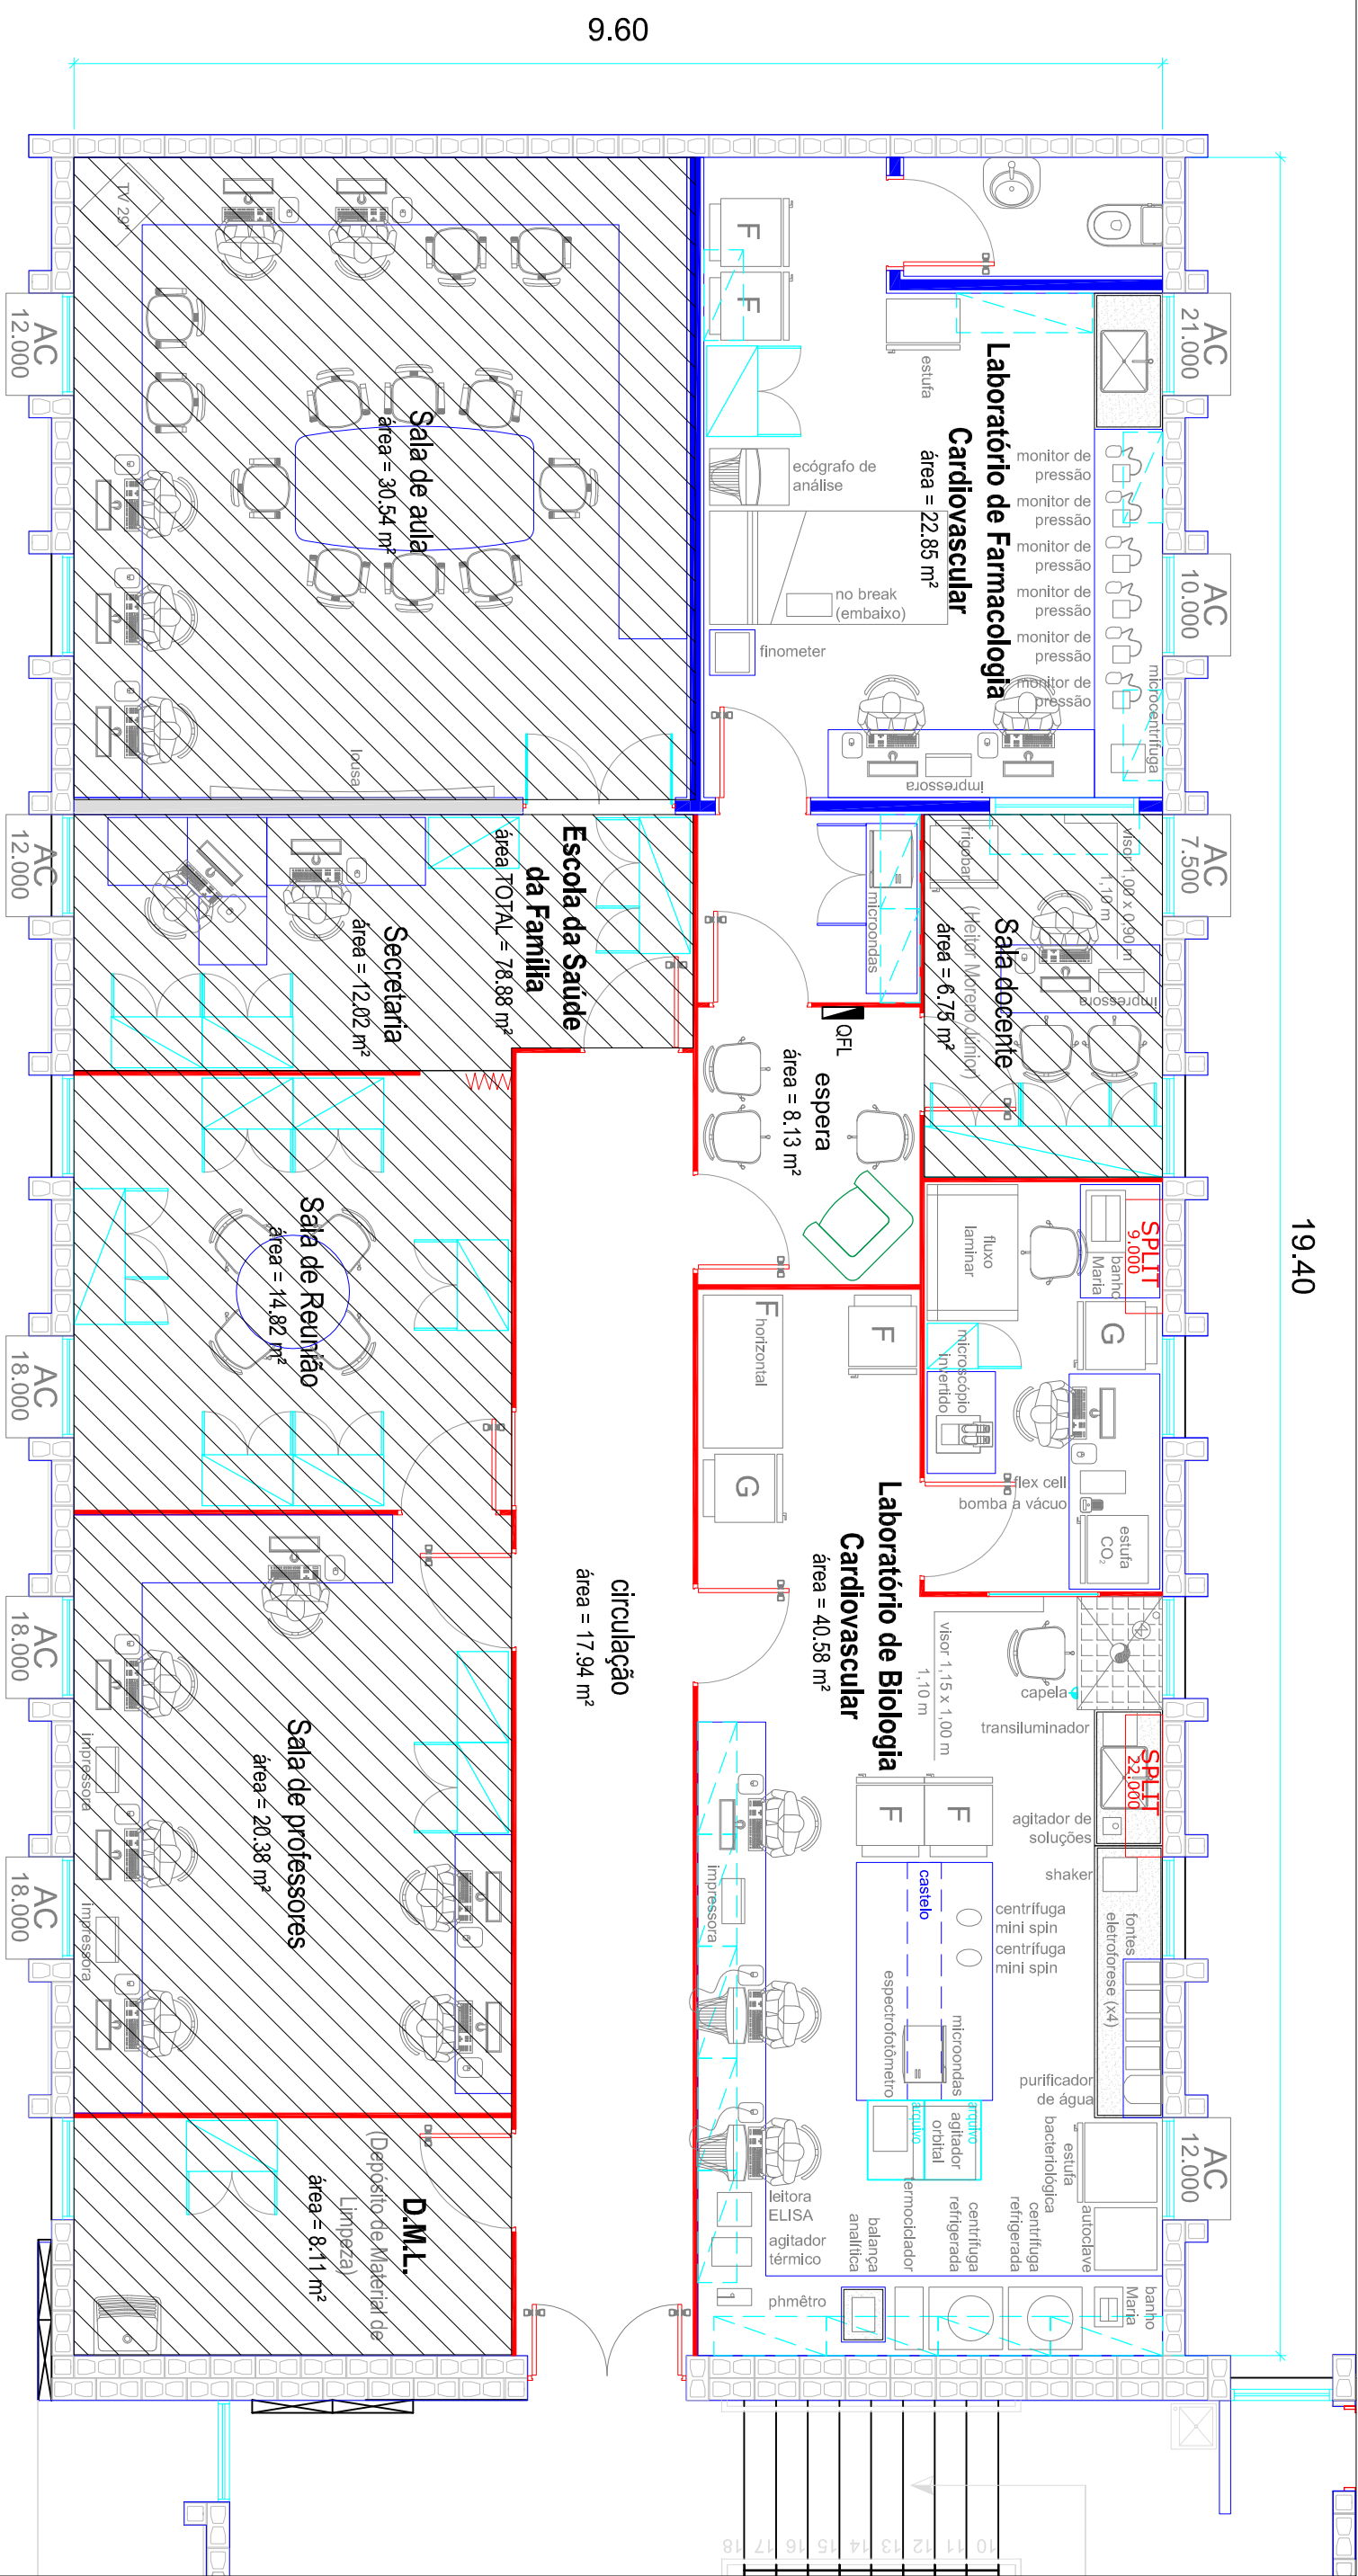 9.60
19.40
TV 29"
Sala de aula
área = 30.54 m²
lousa
AC
12.000
F
F
estufa
ecógrafo de
análise
no break
(embaixo)
finometer
Laboratório de Farmacologia
Cardiovascular
área = 22.85 m²
monitor de
pressão
monitor de
pressão
monitor de
pressão
monitor de
pressão
monitor de
pressão
monitor de
pressão
microcentrífuga
impressora
AC
21.000
AC
10.000
AC
7.500
AC
12.000
Escola da Saúde
da Família
área TOTAL = 78.88 m²
Secretaria
área = 12.02 m²
microondas
frigobar
visor 1,00 x 0,90 m
1,10 m
impressora
Sala docente
(Heitor Moreno Júnior)
área = 6.75 m²
QFL
espera
área = 8.13 m²
Sala de Reunião
área = 14.82 m²
AC
18.000
SPLIT
9.000
banho
Maria
fluxo
laminar
G
microscópio
invertido
flex cell
bomba a vácuo
estufa
CO₂
F
horizontal
F
G
Laboratório de Biologia
Cardiovascular
área = 40.58 m²
circulação
área = 17.94 m²
visor 1,15 x 1,00 m
1,10 m
capela
transiluminador
SPLIT
22.000
agitador de
soluções
shaker
fontes
eletroforese (x4)
purificador
de água
F
F
castelo
centrífuga
mini spin
centrífuga
mini spin
espectrofotômetro
microondas
impressora
AC
18.000
AC
18.000
Sala de professores
área = 20.38 m²
impressora
impressora
arquivo
arquivo
agitador
orbital
termociclador
balança
analítica
leitora
ELISA
agitador
térmico
phmêtro
centrífuga
refrigerada
centrífuga
refrigerada
estufa
bacteriológica
autoclave
banho
Maria
AC
12.000
D.M.L.
(Depósito de Material de
Limpeza)
área = 8.11 m²
18 17 16 15 14 13 12 11 10